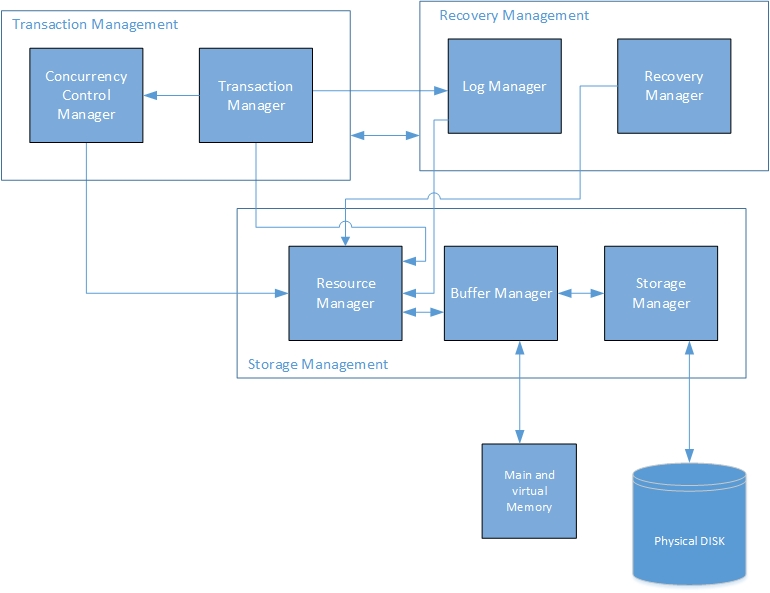 Transaction Management
Recovery Management
Concurrency
Control
Manager
Transaction
Manager
Log Manager
Recovery
Manager
Resource
Manager
Buffer Manager
Storage
Manager
Storage Management
Main and
virtual
Memory
Physical DISK